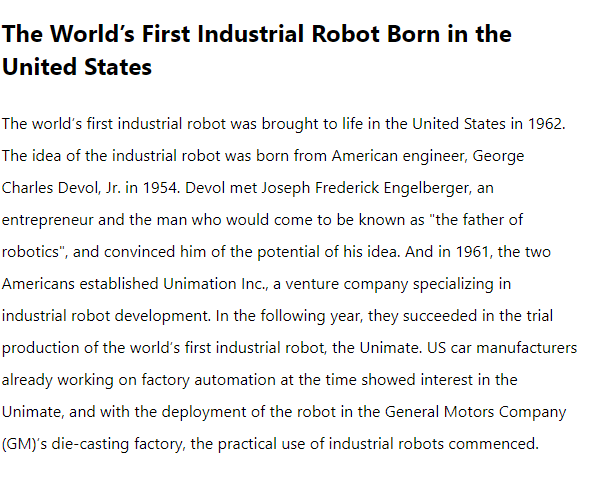 The World’s First Industrial Robot Born in the
United States
The world’s first industrial robot was brought to life in the United States in 1962.
The idea of the industrial robot was born from American engineer, George
Charles Devol, Jr. in 1954. Devol met Joseph Frederick Engelberger, an
entrepreneur and the man who would come to be known as "the father of
robotics", and convinced him of the potential of his idea. And in 1961, the two
Americans established Unimation Inc., a venture company specializing in
industrial robot development. In the following year, they succeeded in the trial
production of the world’s first industrial robot, the Unimate. US car manufacturers
already working on factory automation at the time showed interest in the
Unimate, and with the deployment of the robot in the General Motors Company
(GM)’s die-casting factory, the practical use of industrial robots commenced.